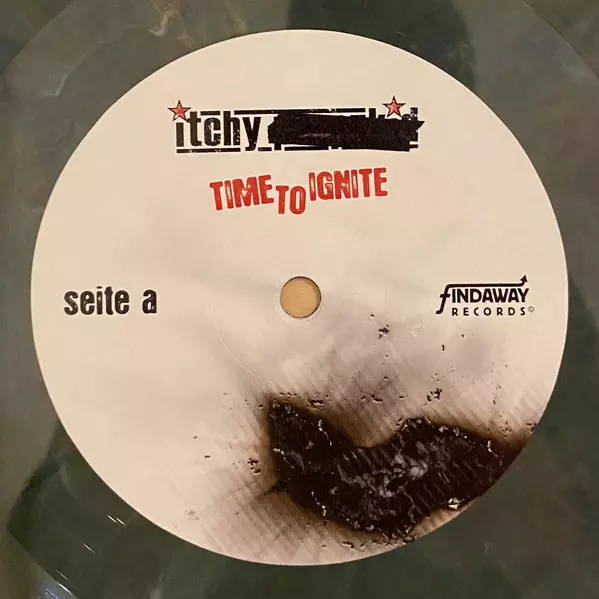 itchy
TIME TO IGNITE
seite a
FINDAWAY
RECORDS©